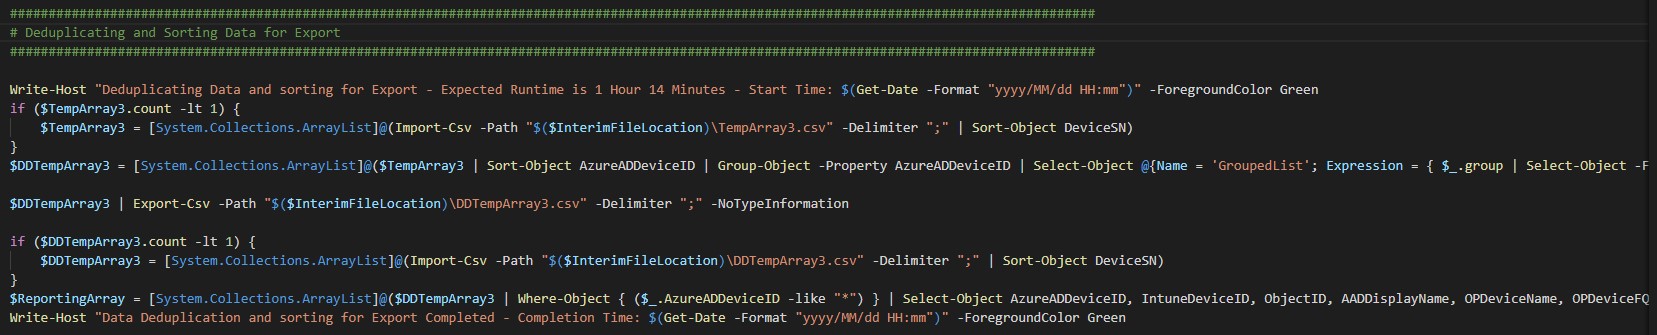 #############################################################################################################################################
# Deduplicating and Sorting Data for Export
#############################################################################################################################################
Write-Host "Deduplicating Data and sorting for Export - Expected Runtime is 1 Hour 14 Minutes - Start Time: $(Get-Date -Format "yyyy/MM/dd HH:mm")" -ForegroundColor Green
if ($TempArray3.count -lt 1) {
    $TempArray3 = [System.Collections.ArrayList]@(Import-Csv -Path "$($InterimFileLocation)\TempArray3.csv" -Delimiter ";" | Sort-Object DeviceSN)
}
$DDTempArray3 = [System.Collections.ArrayList]@($TempArray3 | Sort-Object AzureADDeviceID | Group-Object -Property AzureADDeviceID | Select-Object @{Name = 'GroupedList'; Expression = { $_.group | Select-Object -F
$DDTempArray3 | Export-Csv -Path "$($InterimFileLocation)\DDTempArray3.csv" -Delimiter ";" -NoTypeInformation
if ($DDTempArray3.count -lt 1) {
    $DDTempArray3 = [System.Collections.ArrayList]@(Import-Csv -Path "$($InterimFileLocation)\DDTempArray3.csv" -Delimiter ";" | Sort-Object DeviceSN)
}
$ReportingArray = [System.Collections.ArrayList]@($DDTempArray3 | Where-Object { ($_.AzureADDeviceID -like "*") } | Select-Object AzureADDeviceID, IntuneDeviceID, ObjectID, AADDisplayName, OPDeviceName, OPDeviceFQ
Write-Host "Data Deduplication and sorting for Export Completed - Completion Time: $(Get-Date -Format "yyyy/MM/dd HH:mm")" -ForegroundColor Green